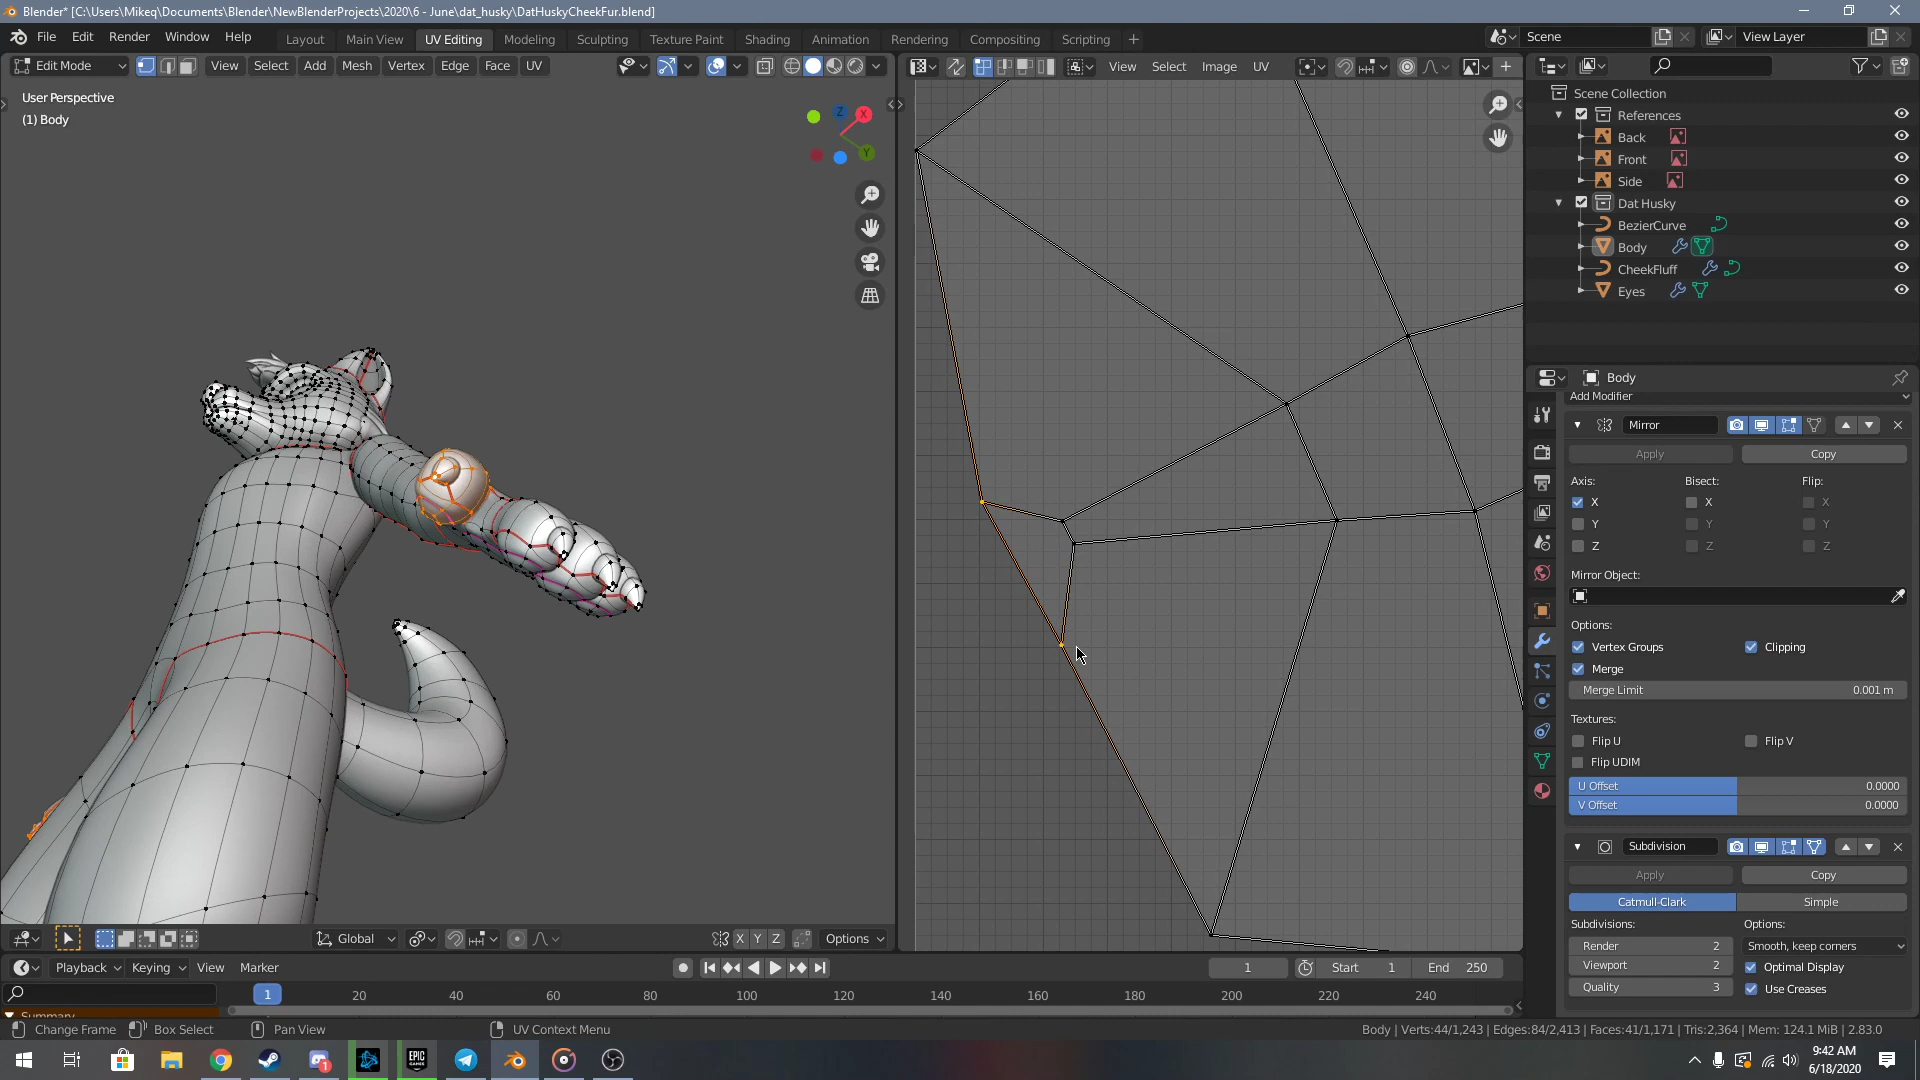 Blender* [C:\Users\Mikeq\Documents\Blender\NewBlenderProjects\2020\6 - June\dat_husky\DatHuskyCheekFur.blend]
File Edit Render Window Help Layout Main View UV Editing Modeling Sculpting Texture Paint Shading Animation Rendering Compositing Scripting + Scene View Layer
Edit Mode View Select Add Mesh Vertex Edge Face UV View Select Image UV
User Perspective
(1) Body
Z X Y
Scene Collection
References
Back
Front
Side
Dat Husky
BezierCurve
Body
CheekFluff
Eyes
Body
Add Modifier
Mirror
Apply Copy
Axis: Bisect: Flip:
X X X
Y Y Y
Z Z Z
Mirror Object:
Options:
Vertex Groups Clipping
Merge
Merge Limit 0.001 m
Textures:
Flip U Flip V
Flip UDIM
U Offset 0.0000
V Offset 0.0000
Subdivision
Apply Copy
Catmull-Clark Simple
Subdivisions: Options:
Render 2 Smooth, keep corners
Viewport 2 Optimal Display
Quality 3 Use Creases
Global X Y Z Options
Playback Keying View Marker 1 Start 1 End 250
1 20 40 60 80 100 120 140 160 180 200 220 240
Summary
Change Frame Box Select Pan View UV Context Menu Body | Verts:44/1,243 | Edges:84/2,413 | Faces:41/1,171 | Tris:2,364 | Mem: 124.1 MiB | 2.83.0
EPIC GAMES
1
9:42 AM
6/18/2020